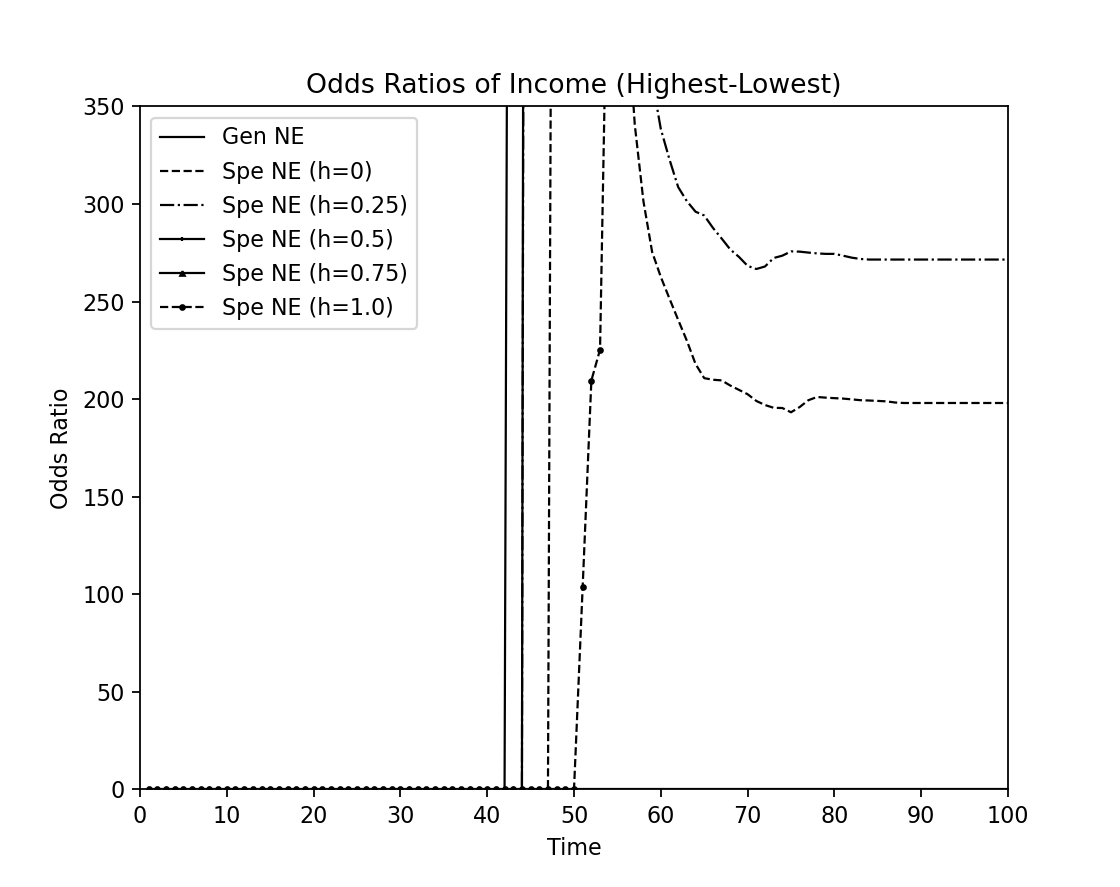 Odds Ratios of Income (Highest-Lowest)
350
300
250
200
150
100
50
0
Odds Ratio
Gen NE
Spe NE (h=0)
Spe NE (h=0.25)
Spe NE (h=0.5)
Spe NE (h=0.75)
Spe NE (h=1.0)
0 10 20 30 40 50 60 70 80 90 100
Time